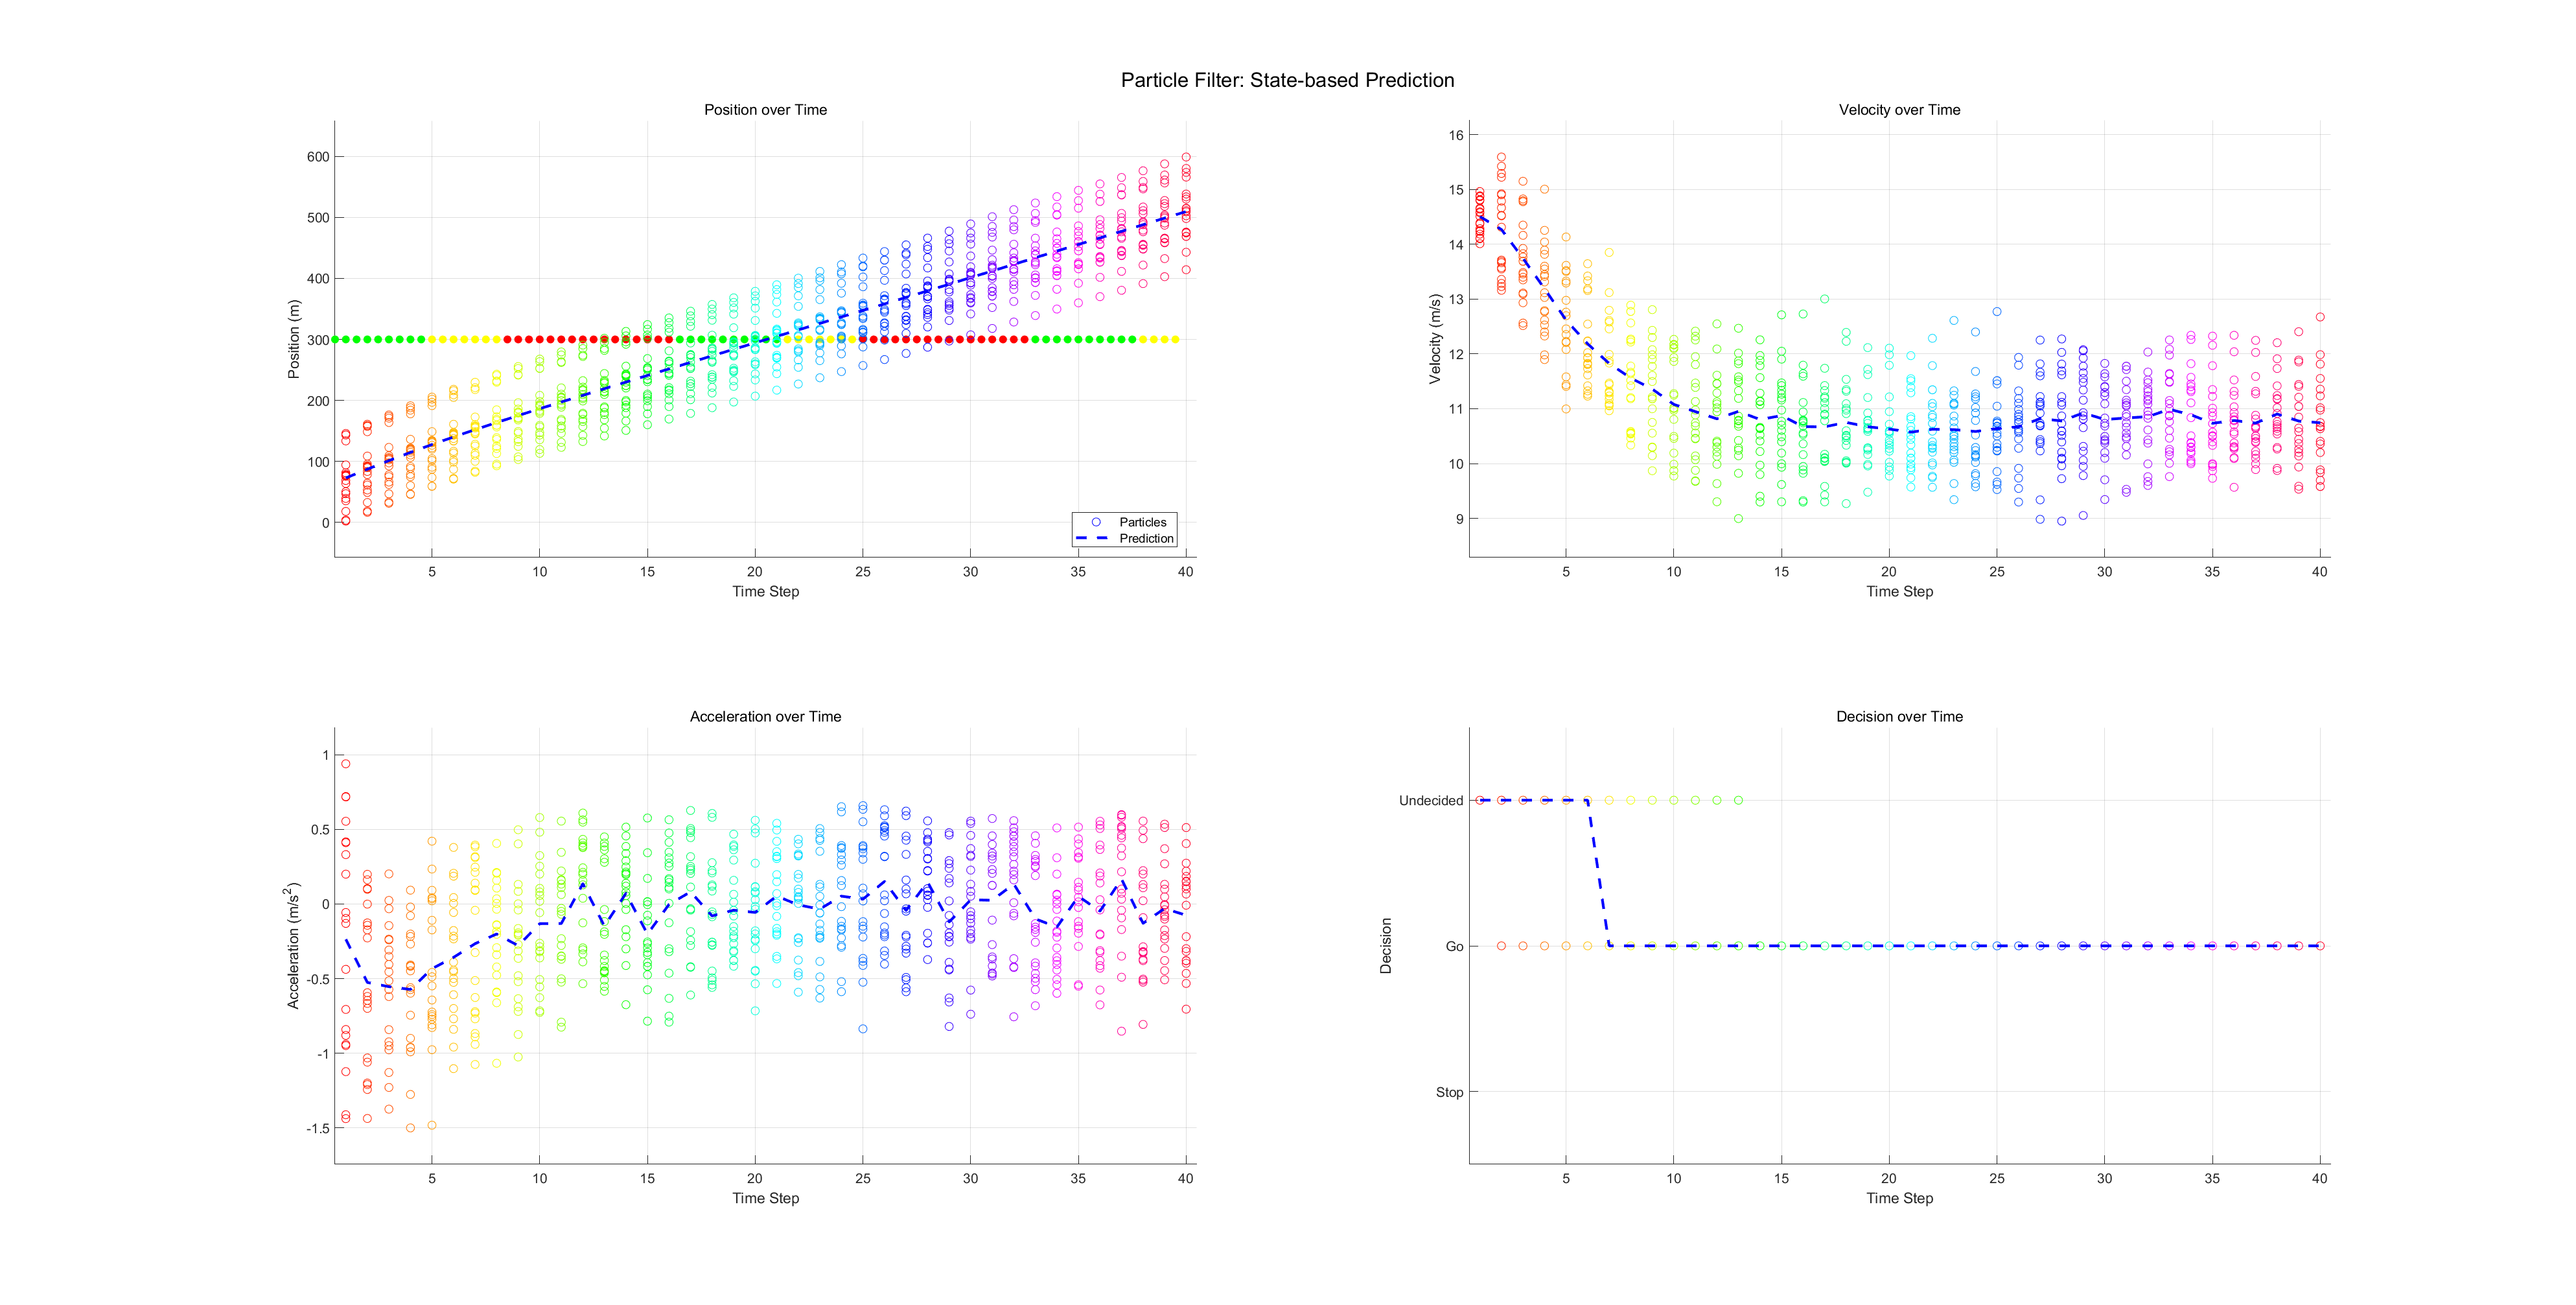 Particle Filter: State-based Prediction
Position over Time
Position (m)
600
500
400
300
200
100
0
5 10 15 20 25 30 35 40
Time Step
Particles
Prediction
Velocity over Time
Velocity (m/s)
16
15
14
13
12
11
10
9
5 10 15 20 25 30 35 40
Time Step
Acceleration over Time
Acceleration (m/s²)
1
0.5
0
-0.5
-1
-1.5
5 10 15 20 25 30 35 40
Time Step
Decision over Time
Decision
Undecided
Go
Stop
5 10 15 20 25 30 35 40
Time Step